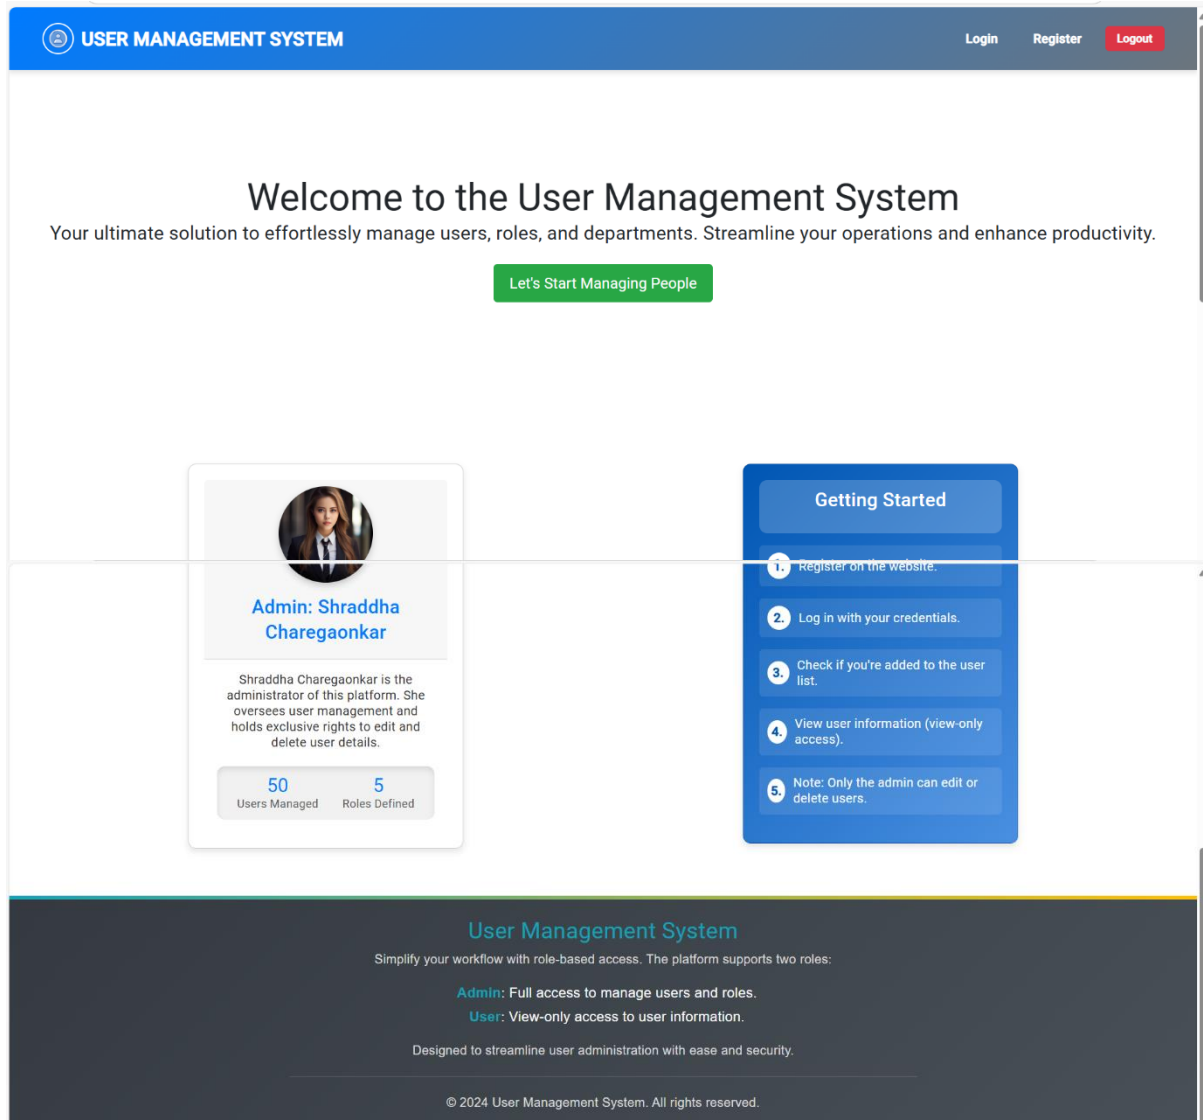 USER MANAGEMENT SYSTEM
Login
Register
Logout
Welcome to the User Management System
Your ultimate solution to effortlessly manage users, roles, and departments. Streamline your operations and enhance productivity.
Let's Start Managing People
Admin: Shraddha
Charegaonkar
Shraddha Charegaonkar is the
administrator of this platform. She
oversees user management and
holds exclusive rights to edit and
delete user details.
50
Users Managed
5
Roles Defined
Getting Started
1. Register on the website.
2. Log in with your credentials.
3. Check if you're added to the user
list.
4. View user information (view-only
access).
5. Note: Only the admin can edit or
delete users.
User Management System
Simplify your workflow with role-based access. The platform supports two roles:
Admin: Full access to manage users and roles.
User: View-only access to user information.
Designed to streamline user administration with ease and security.
© 2024 User Management System. All rights reserved.